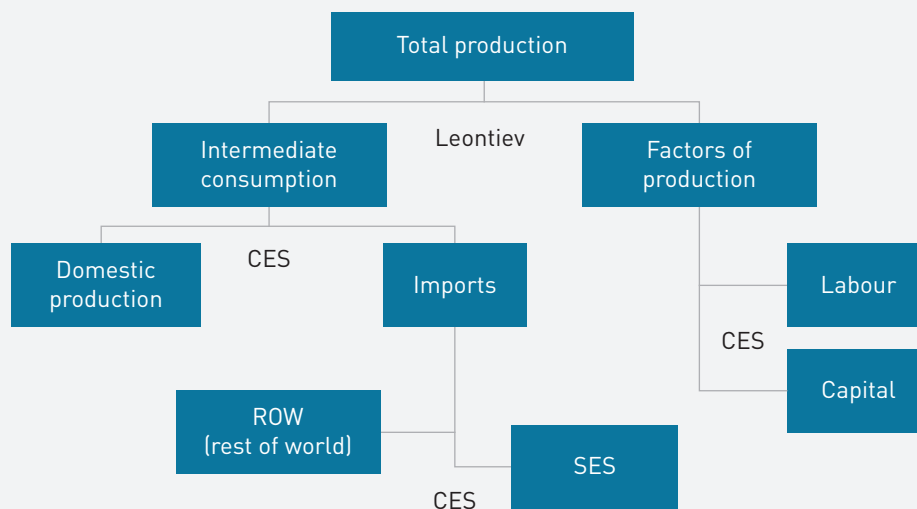 Total production
Leontiev
Intermediate
consumption
Factors of
production
CES
Domestic
production
Imports
Labour
CES
Capital
ROW
(rest of world)
SES
CES